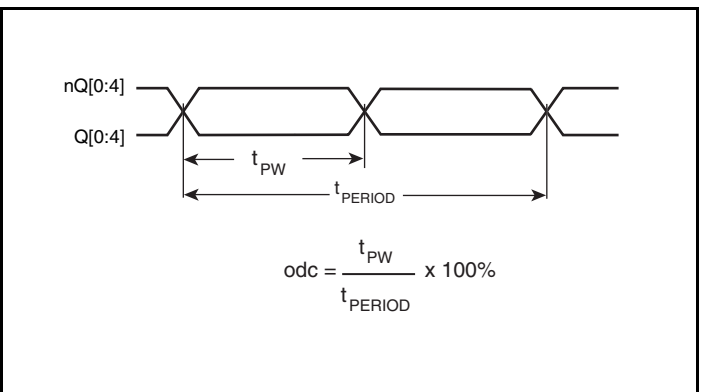 nQ[0:4]
Q[0:4]
tPW
tPERIOD
tPW
odc = x 100%
tPERIOD